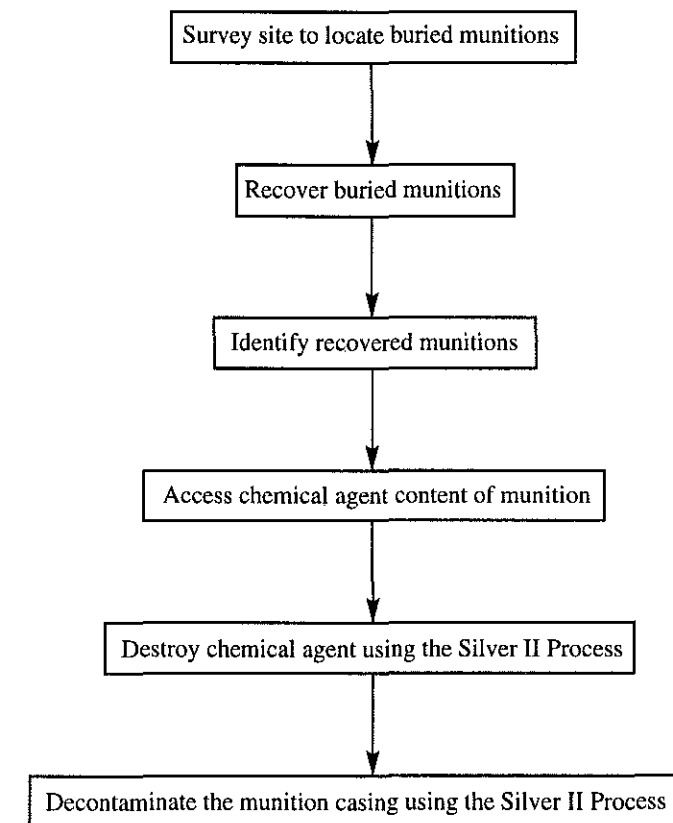 Survey site to locate buried munitions
Recover buried munitions
Identify recovered munitions
Access chemical agent content of munition
Destroy chemical agent using the Silver II Process
Decontaminate the munition casing using the Silver II Process